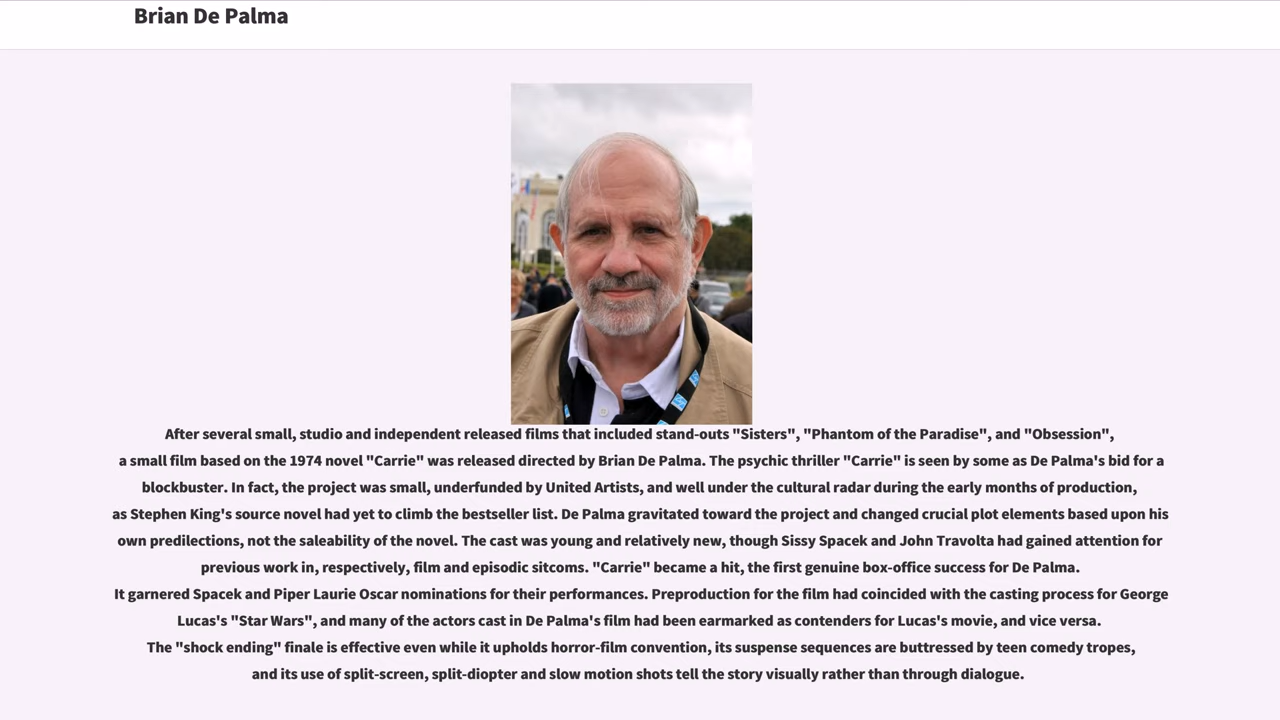 Brian De Palma
After several small, studio and independent released films that included stand-outs "Sisters", "Phantom of the Paradise", and "Obsession",
a small film based on the 1974 novel "Carrie" was released directed by Brian De Palma. The psychic thriller "Carrie" is seen by some as De Palma's bid for a
blockbuster. In fact, the project was small, underfunded by United Artists, and well under the cultural radar during the early months of production,
as Stephen King's source novel had yet to climb the bestseller list. De Palma gravitated toward the project and changed crucial plot elements based upon his
own predilections, not the saleability of the novel. The cast was young and relatively new, though Sissy Spacek and John Travolta had gained attention for
previous work in, respectively, film and episodic sitcoms. "Carrie" became a hit, the first genuine box-office success for De Palma.
It garnered Spacek and Piper Laurie Oscar nominations for their performances. Preproduction for the film had coincided with the casting process for George
Lucas's "Star Wars", and many of the actors cast in De Palma's film had been earmarked as contenders for Lucas's movie, and vice versa.
The "shock ending" finale is effective even while it upholds horror-film convention, its suspense sequences are buttressed by teen comedy tropes,
and its use of split-screen, split-diopter and slow motion shots tell the story visually rather than through dialogue.